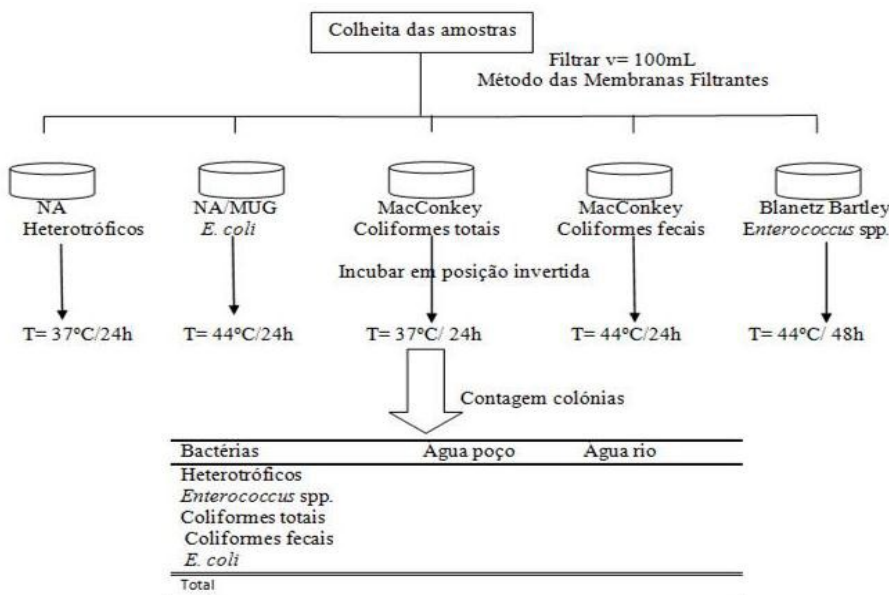 Colheita das amostras
Filtrar v= 100mL
Método das Membranas Filtrantes
NA
Heterotróficos
NA/MUG
E. coli
MacConkey
Coliformes totais
MacConkey
Coliformes fecais
Blanetz Bartley
Enterococcus spp.
Incubar em posição invertida
T= 37ºC/24h
T= 44ºC/24h
T= 37ºC/ 24h
T= 44ºC/24h
T= 44ºC/ 48h
Contagem colónias
Bactérias Água poço Água rio
Heterotróficos
Enterococcus spp.
Coliformes totais
Coliformes fecais
E. coli
Total